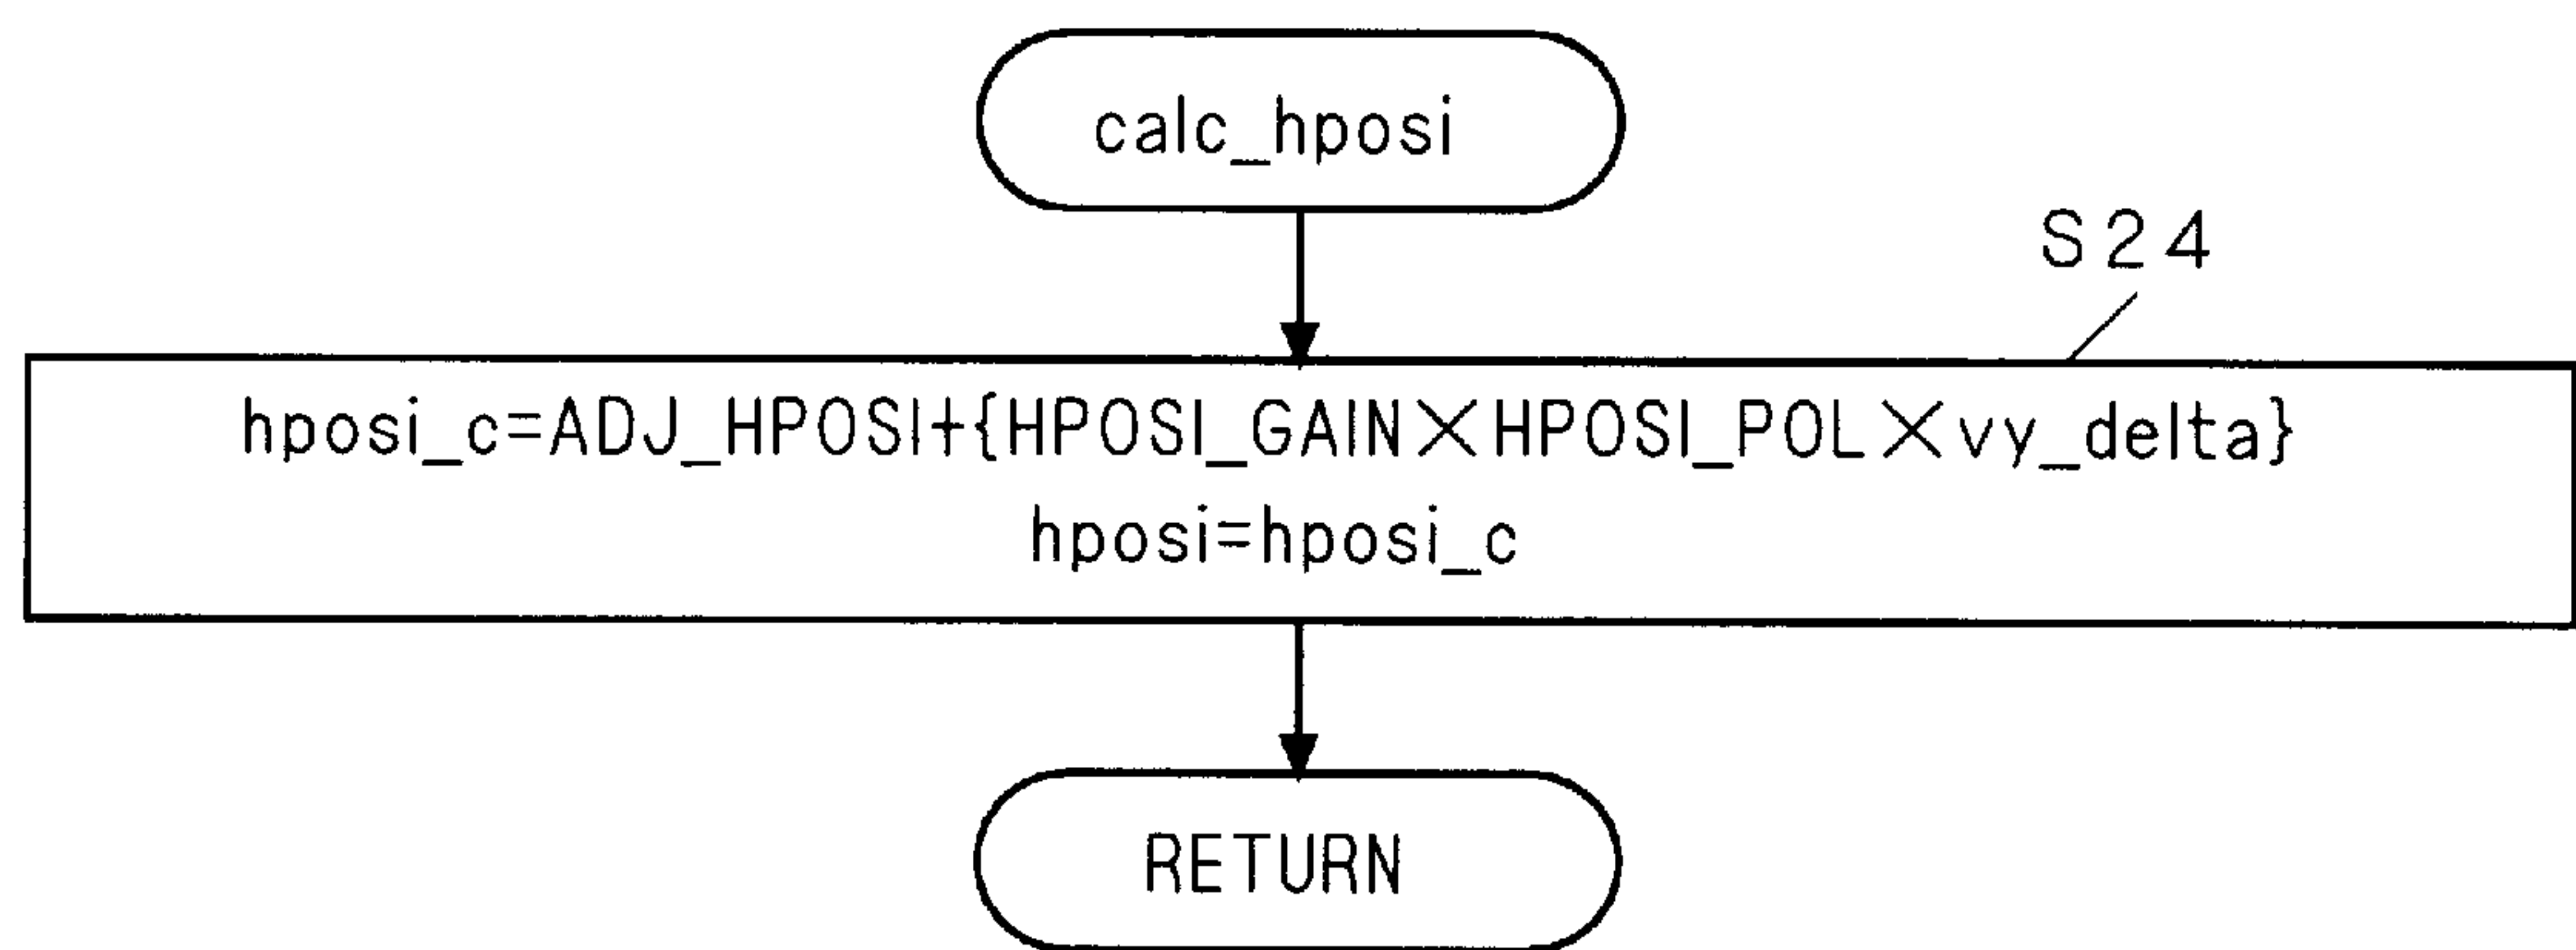 calc_hposi
S24
hposi_c=ADJ_HPOSI+{HPOSI_GAIN×HPOSI_POL×vy_delta}
hposi=hposi_c
RETURN